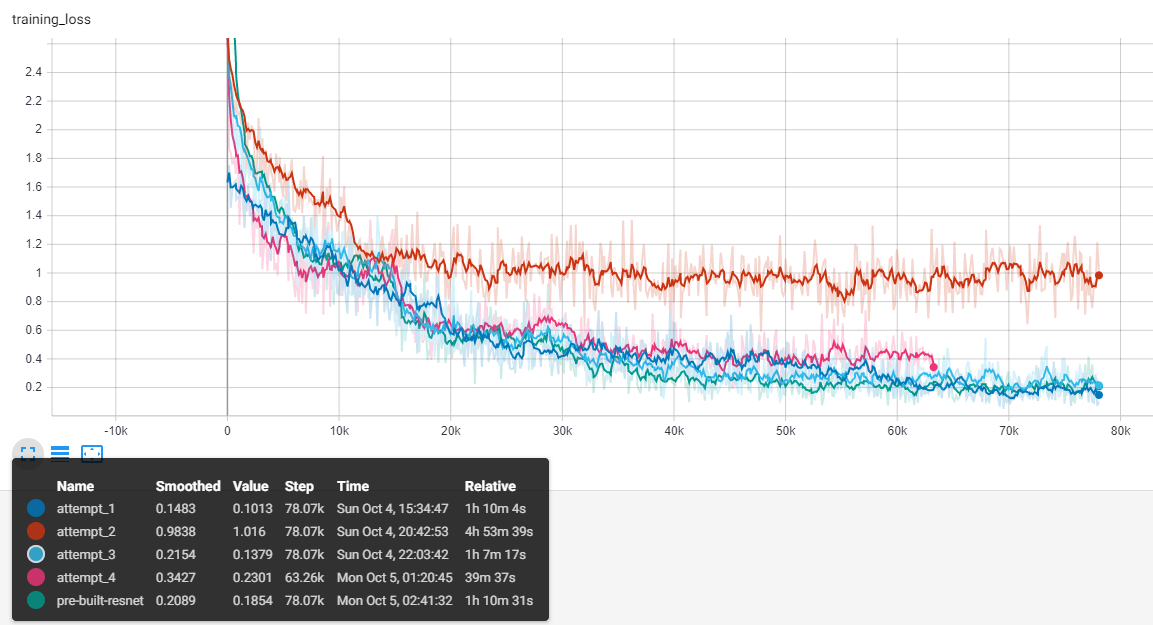 training_loss
2.4
2.2
2
1.8
1.6
1.4
1.2
1
0.8
0.6
0.4
0.2
-10k 0 10k 20k 30k 40k 50k 60k 70k 80k
Name Smoothed Value Step Time Relative
attempt_1 0.1483 0.1013 78.07k Sun Oct 4, 15:34:47 1h 10m 4s
attempt_2 0.9838 1.016 78.07k Sun Oct 4, 20:42:53 4h 53m 39s
attempt_3 0.2154 0.1379 78.07k Sun Oct 4, 22:03:42 1h 7m 17s
attempt_4 0.3427 0.2301 63.26k Mon Oct 5, 01:20:45 39m 37s
pre-built-resnet 0.2089 0.1854 78.07k Mon Oct 5, 02:41:32 1h 10m 31s